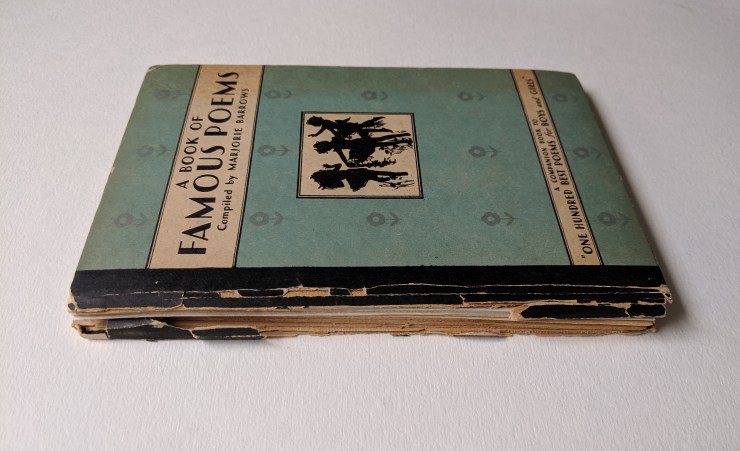 A BOOK OF
FAMOUS POEMS
Compiled by MARJORIE BARROWS
A COMPANION BOOK TO
"ONE HUNDRED BEST POEMS for BOYS and GIRLS"